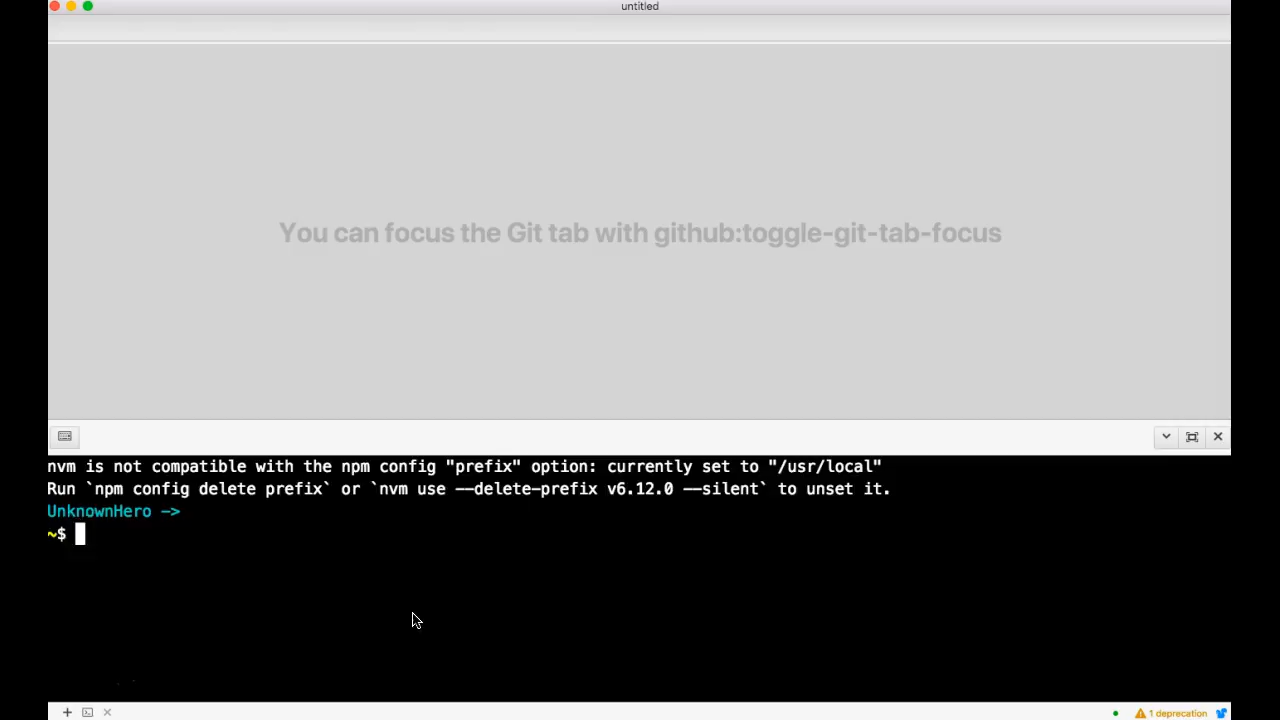 untitled
You can focus the Git tab with github:toggle-git-tab-focus
nvm is not compatible with the npm config "prefix" option: currently set to "/usr/local"
Run `npm config delete prefix` or `nvm use --delete-prefix v6.12.0 --silent` to unset it.
UnknownHero ->
~$
1 deprecation